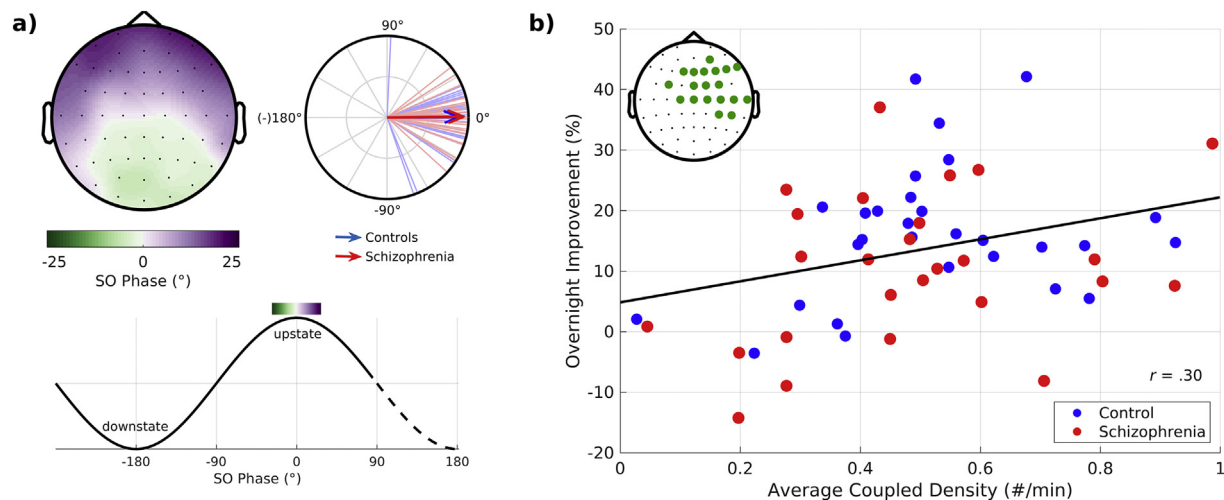 a)
90°
(-)180°
0°
-90°
-25
0
25
SO Phase (°)
Controls
Schizophrenia
upstate
downstate
-180
-90
0
90
180
SO Phase (°)
b)
50
40
30
20
10
0
-10
-20
Overnight Improvement (%)
r = .30
Control
Schizophrenia
0
0.2
0.4
0.6
0.8
1
Average Coupled Density (#/min)